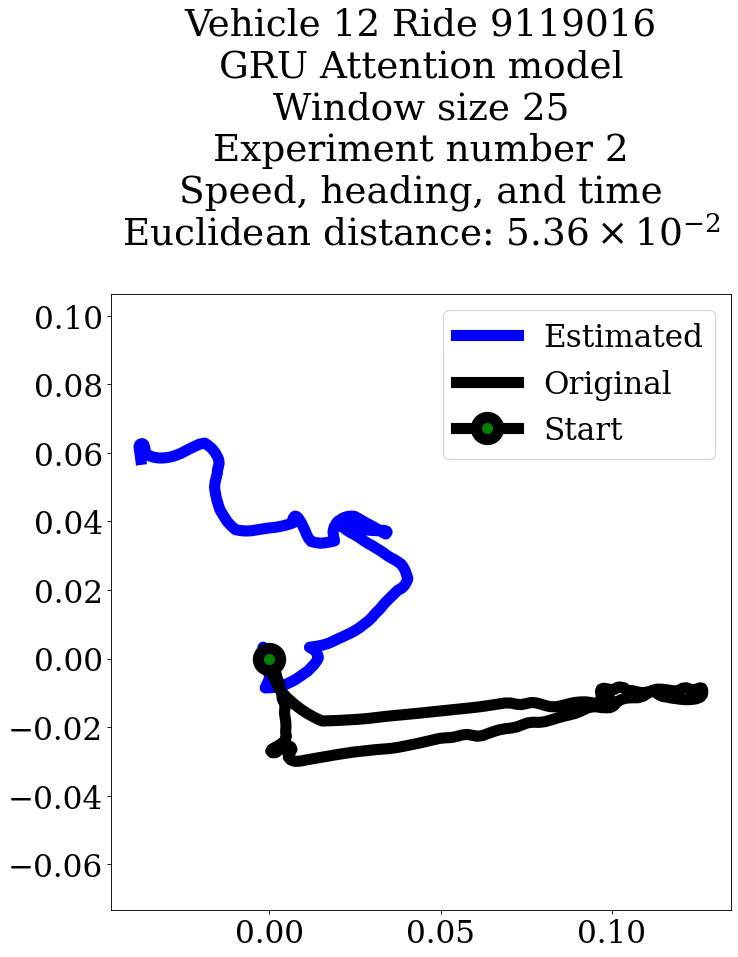 Vehicle 12 Ride 9119016
GRU Attention model
Window size 25
Experiment number 2
Speed, heading, and time
Euclidean distance: 5.36 × 10⁻²
0.10
0.08
0.06
0.04
0.02
0.00
−0.02
−0.04
−0.06
Estimated
Original
Start
0.00 0.05 0.10